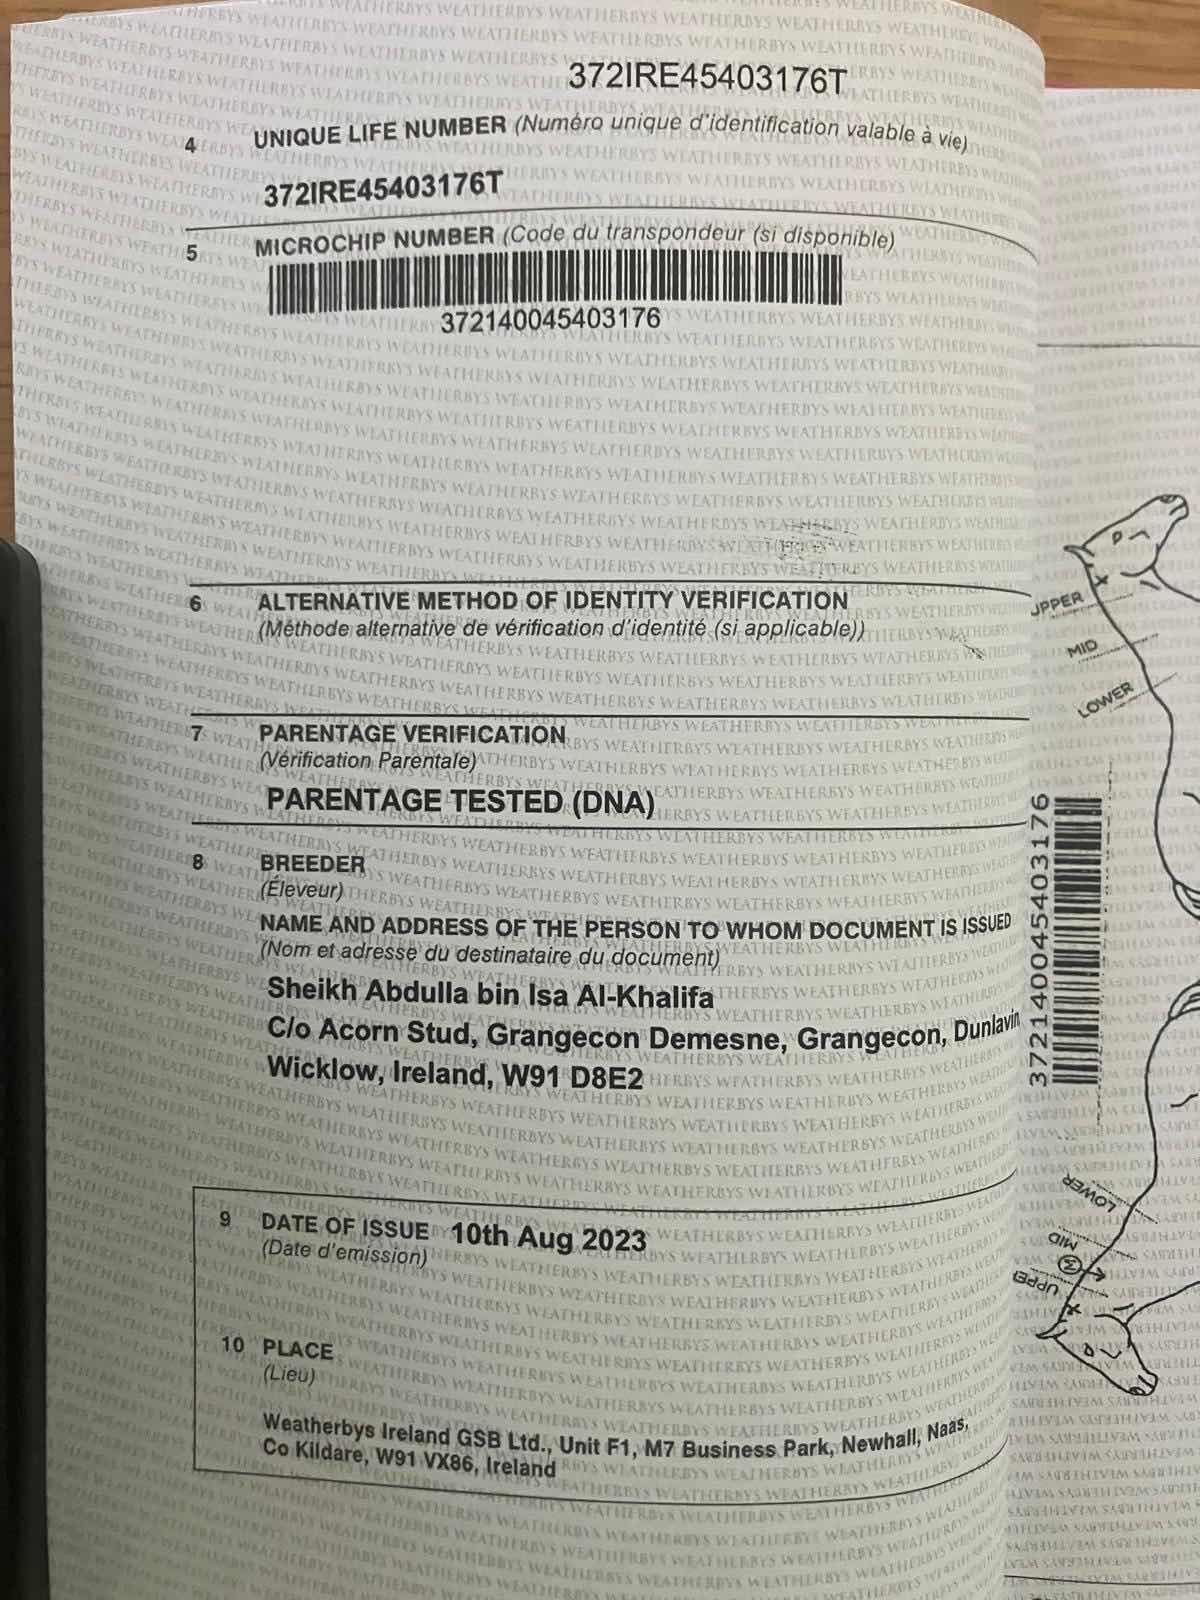 372IRE45403176T
4 UNIQUE LIFE NUMBER (Numéro unique d'identification valable à vie)
372IRE45403176T
5 MICROCHIP NUMBER (Code du transpondeur (si disponible)
372140045403176
6 ALTERNATIVE METHOD OF IDENTITY VERIFICATION
(Méthode alternative de vérification d'identité (si applicable))
7 PARENTAGE VERIFICATION
(Vérification Parentale)
PARENTAGE TESTED (DNA)
8 BREEDER
(Éleveur)
NAME AND ADDRESS OF THE PERSON TO WHOM DOCUMENT IS ISSUED
(Nom et adresse du destinataire du document)
Sheikh Abdulla bin Isa Al-Khalifa
C/o Acorn Stud, Grangecon Demesne, Grangecon, Dunlavin
Wicklow, Ireland, W91 D8E2
9 DATE OF ISSUE 10th Aug 2023
(Date d'emission)
10 PLACE
(Lieu)
Weatherbys Ireland GSB Ltd., Unit F1, M7 Business Park, Newhall, Naas,
Co Kildare, W91 VX86, Ireland
UPPER
MID
LOWER
372140045403176
LOWER
MID
M
UPPER